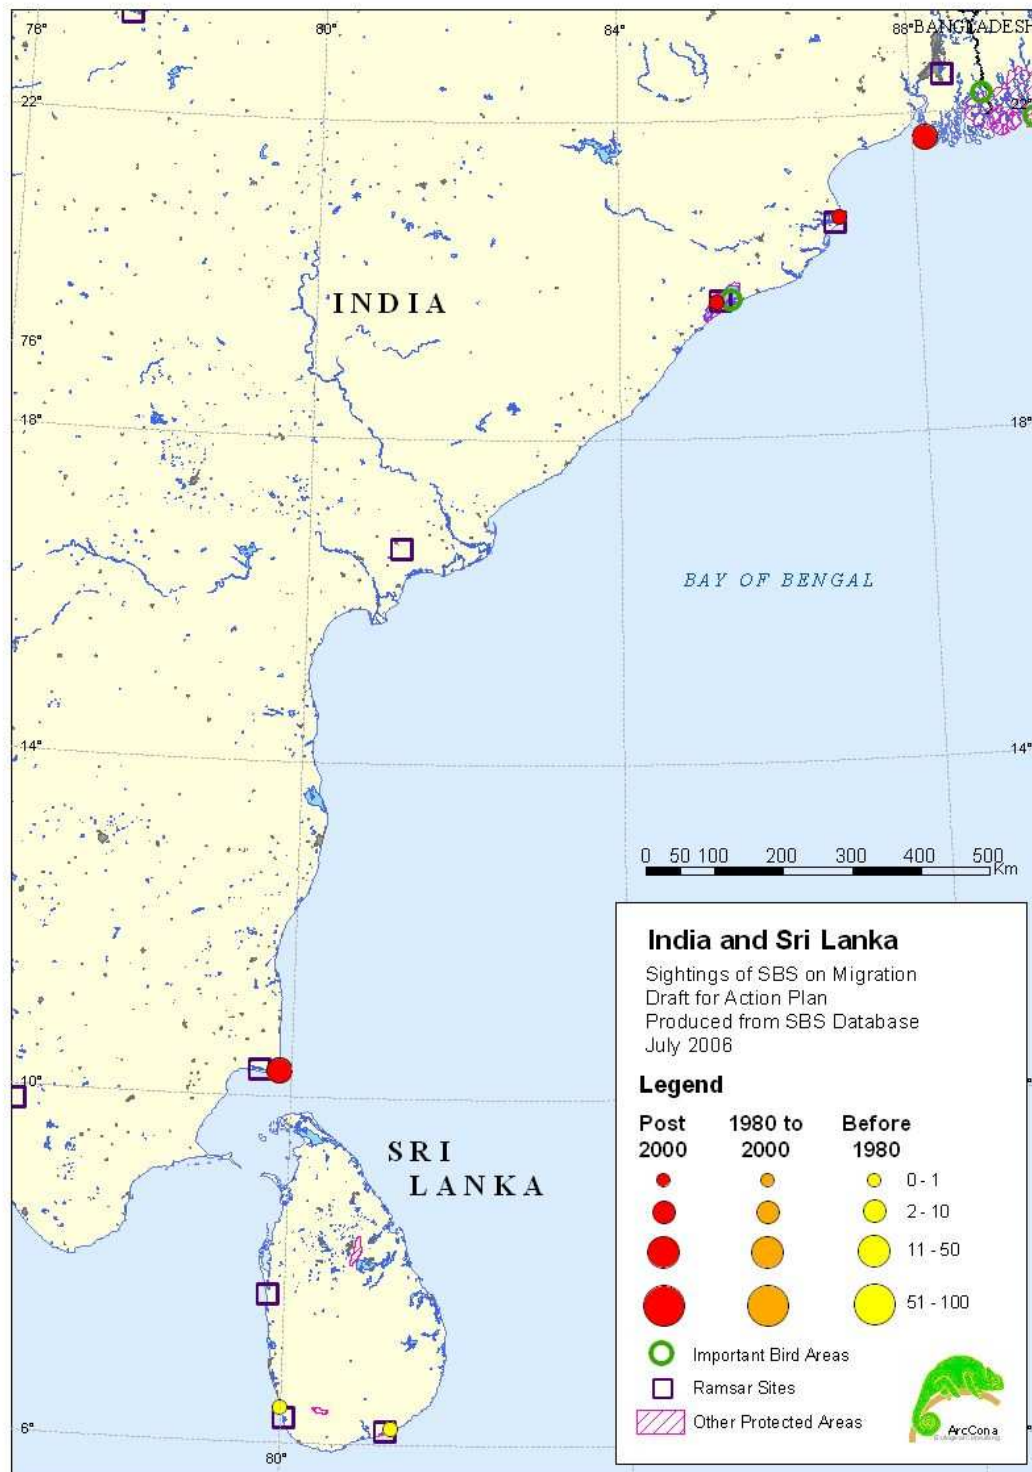 76° 80° 84° 88°
BANGLADESH
22° 22°
INDIA
76°
18° 18°
BAY OF BENGAL
14° 14°
0 50 100 200 300 400 500
Km
India and Sri Lanka
Sightings of SBS on Migration
Draft for Action Plan
Produced from SBS Database
July 2006
10°
Legend
Post 2000
1980 to 2000
Before 1980
SRI
LANKA
0 - 1
2 - 10
11 - 50
51 - 100
Important Bird Areas
Ramsar Sites
Other Protected Areas
ArcCona
6°
80°